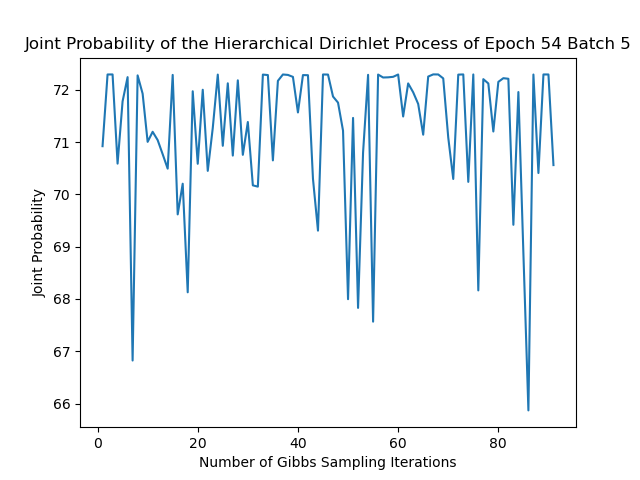 Joint Probability of the Hierarchical Dirichlet Process of Epoch 54 Batch 5
72
71
70
69
68
67
66
Joint Probability
0 20 40 60 80
Number of Gibbs Sampling Iterations